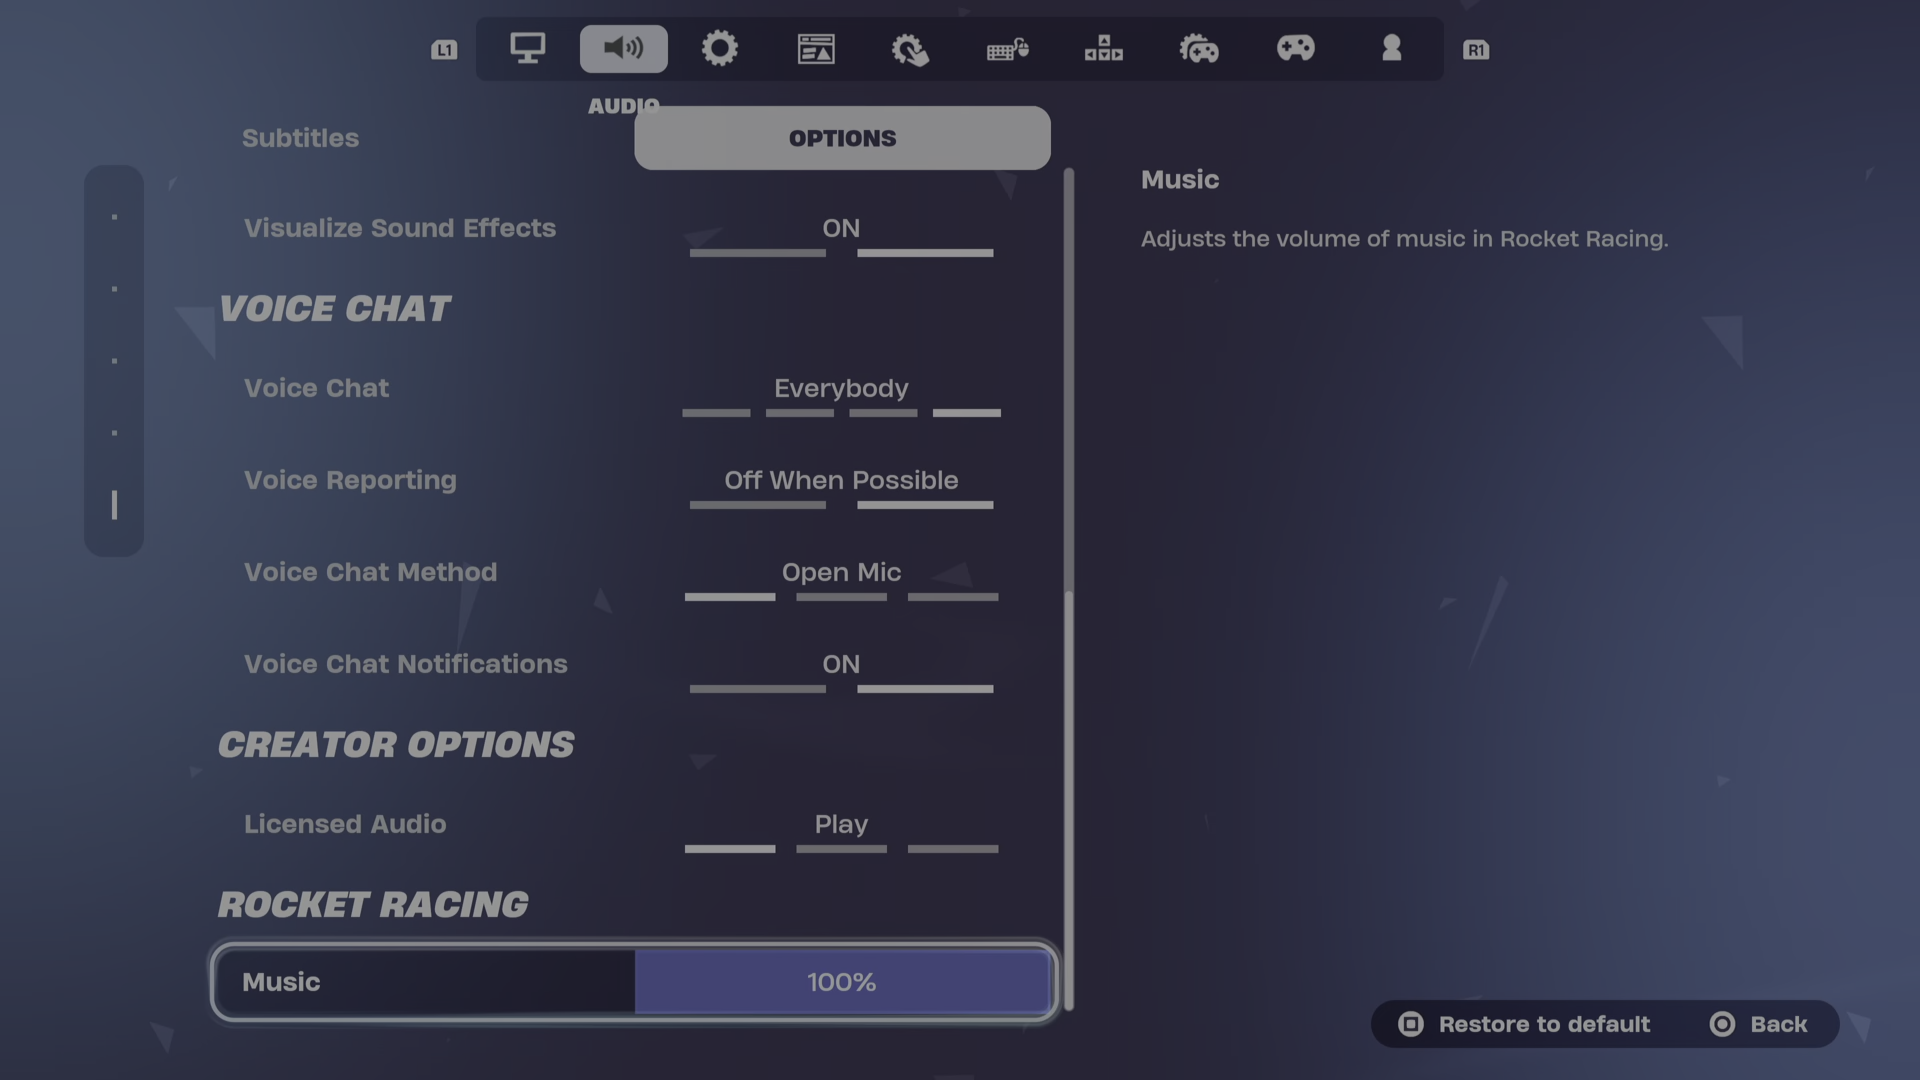 L1
R1
AUDIO
Subtitles
OPTIONS
Music
Adjusts the volume of music in Rocket Racing.
Visualize Sound Effects
ON
VOICE CHAT
Voice Chat
Everybody
Voice Reporting
Off When Possible
Voice Chat Method
Open Mic
Voice Chat Notifications
ON
CREATOR OPTIONS
Licensed Audio
Play
ROCKET RACING
Music
100%
Restore to default
Back